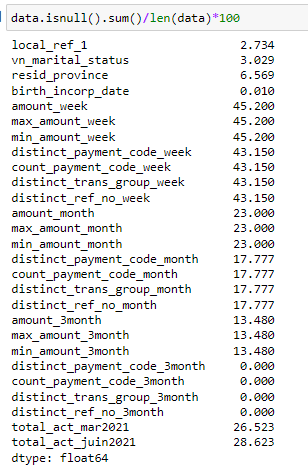 data.isnull().sum()/len(data)*100
local_ref_1 2.734
vn_marital_status 3.029
resid_province 6.569
birth_incorp_date 0.010
amount_week 45.200
max_amount_week 45.200
min_amount_week 45.200
distinct_payment_code_week 43.150
count_payment_code_week 43.150
distinct_trans_group_week 43.150
distinct_ref_no_week 43.150
amount_month 23.000
max_amount_month 23.000
min_amount_month 23.000
distinct_payment_code_month 17.777
count_payment_code_month 17.777
distinct_trans_group_month 17.777
distinct_ref_no_month 17.777
amount_3month 13.480
max_amount_3month 13.480
min_amount_3month 13.480
distinct_payment_code_3month 0.000
count_payment_code_3month 0.000
distinct_trans_group_3month 0.000
distinct_ref_no_3month 0.000
total_act_mar2021 26.523
total_act_juin2021 28.623
dtype: float64